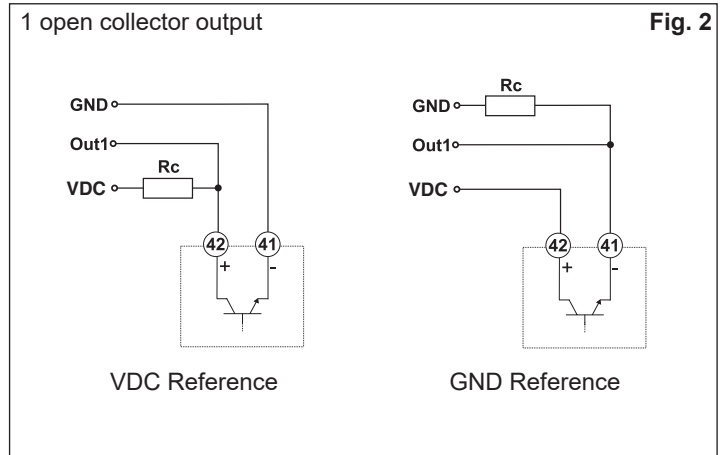 1 open collector output
Fig. 2
GND
Out1
Rc
VDC
42
41
+
-
VDC Reference
Rc
GND
Out1
VDC
42
41
+
-
GND Reference